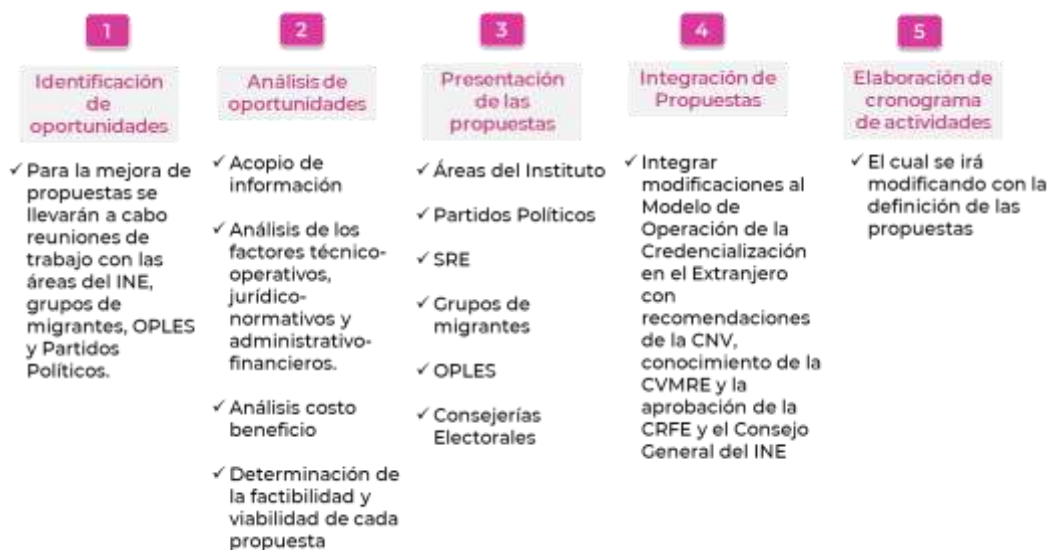 1
Identificación
de
oportunidades
✓ Para la mejora de
propuestas se
llevarán a cabo
reuniones de
trabajo con las
áreas del INE,
grupos de
migrantes, OPLES
y Partidos
Políticos.
2
Análisis de
oportunidades
✓ Acopio de
información
✓ Análisis de los
factores técnico-
operativos,
jurídico-
normativos y
administrativo-
financieros.
✓ Análisis costo
beneficio
✓ Determinación de
la factibilidad y
viabilidad de cada
propuesta
3
Presentación
de las
propuestas
✓ Áreas del Instituto
✓ Partidos Políticos
✓ SRE
✓ Grupos de
migrantes
✓ OPLES
✓ Consejerías
Electorales
4
Integración de
Propuestas
✓ Integrar
modificaciones al
Modelo de
Operación de la
Credencialización
en el Extranjero
con
recomendaciones
de la CNV,
conocimiento de la
CVMRE y la
aprobación de la
CRFE y el Consejo
General del INE
5
Elaboración de
cronograma
de actividades
✓ El cual se irá
modificando con la
definición de las
propuestas